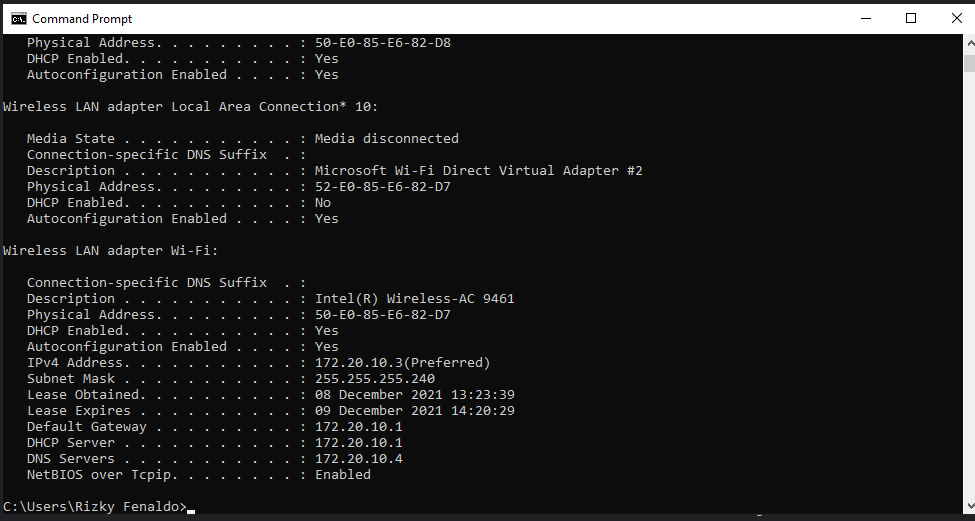 Command Prompt
Physical Address. . . . . . . . . : 50-E0-85-E6-82-D8
DHCP Enabled. . . . . . . . . . . : Yes
Autoconfiguration Enabled . . . . : Yes
Wireless LAN adapter Local Area Connection* 10:
Media State . . . . . . . . . . . : Media disconnected
Connection-specific DNS Suffix  . :
Description . . . . . . . . . . . : Microsoft Wi-Fi Direct Virtual Adapter #2
Physical Address. . . . . . . . . : 52-E0-85-E6-82-D7
DHCP Enabled. . . . . . . . . . . : No
Autoconfiguration Enabled . . . . : Yes
Wireless LAN adapter Wi-Fi:
Connection-specific DNS Suffix  . :
Description . . . . . . . . . . . : Intel(R) Wireless-AC 9461
Physical Address. . . . . . . . . : 50-E0-85-E6-82-D7
DHCP Enabled. . . . . . . . . . . : Yes
Autoconfiguration Enabled . . . . : Yes
IPv4 Address. . . . . . . . . . . : 172.20.10.3(Preferred)
Subnet Mask . . . . . . . . . . . : 255.255.255.240
Lease Obtained. . . . . . . . . . : 08 December 2021 13:23:39
Lease Expires . . . . . . . . . . : 09 December 2021 14:20:29
Default Gateway . . . . . . . . . : 172.20.10.1
DHCP Server . . . . . . . . . . . : 172.20.10.1
DNS Servers . . . . . . . . . . . : 172.20.10.4
NetBIOS over Tcpip. . . . . . . . : Enabled
C:\Users\Rizky Fenaldo>